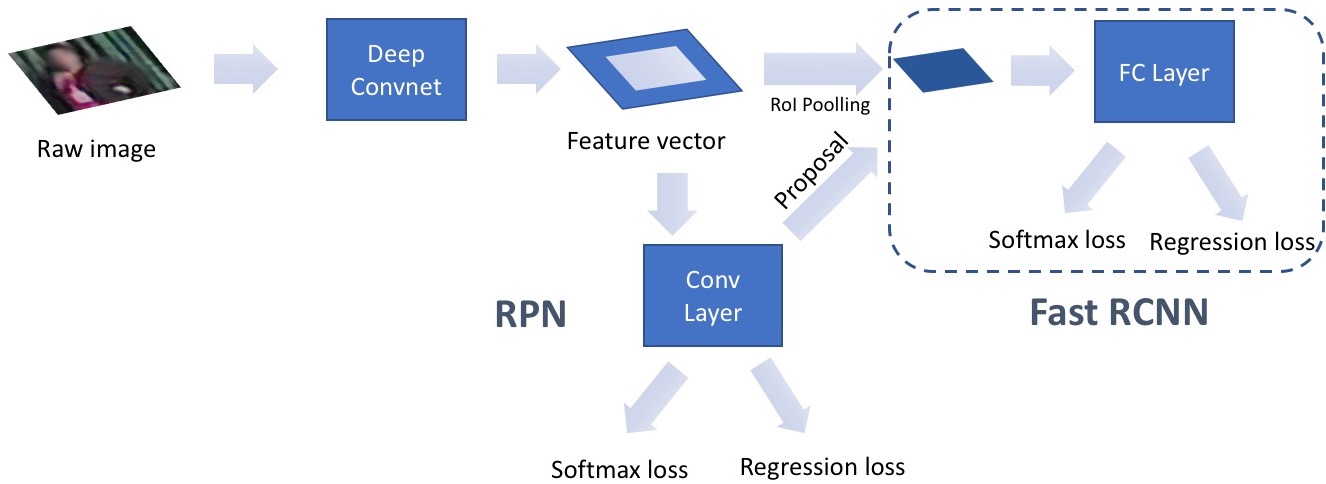 Deep
Convnet
FC Layer
RoI Poolling
Raw image
Feature vector
Proposal
Softmax loss
Regression loss
Conv
Layer
RPN
Fast RCNN
Softmax loss
Regression loss